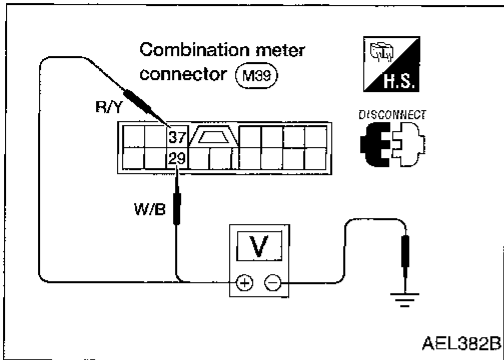 Combination meter
connector M39
H.S.
DISCONNECT
R/Y
37
29
W/B
V
+ −
AEL382B